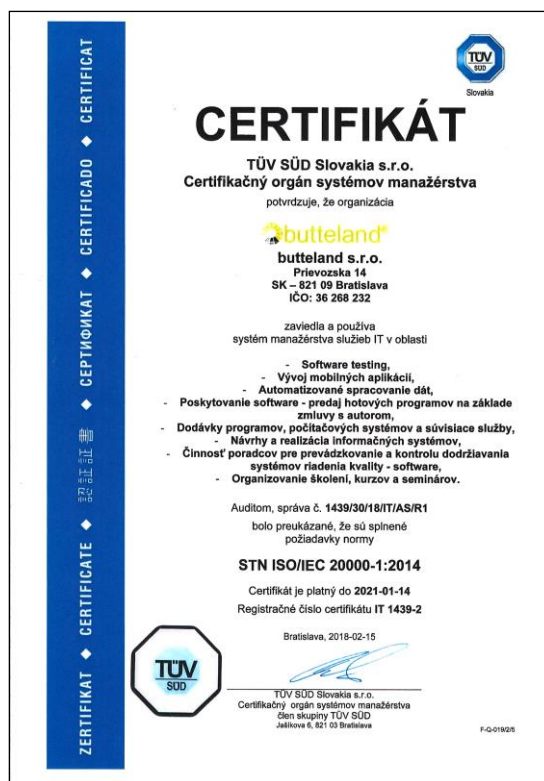 TÜV
SÜD
Slovakia
CERTIFIKÁT
TÜV SÜD Slovakia s.r.o.
Certifikačný orgán systémov manažérstva
potvrdzuje, že organizácia
butteland®
butteland s.r.o.
Prievozska 14
SK – 821 09 Bratislava
IČO: 36 268 232
zaviedla a používa
systém manažérstva služieb IT v oblasti
- Software testing,
- Vývoj mobilných aplikácií,
- Automatizované spracovanie dát,
- Poskytovanie software - predaj hotových programov na základe
zmluvy s autorom,
- Dodávky programov, počítačových systémov a súvisiace služby,
- Návrhy a realizácia informačných systémov,
- Činnosť poradcov pre prevádzkovanie a kontrolu dodržiavania
systémov riadenia kvality - software,
- Organizovanie školení, kurzov a seminárov.
Auditom, správa č. 1439/30/18/IT/AS/R1
bolo preukázané, že sú splnené
požiadavky normy
STN ISO/IEC 20000-1:2014
Certifikát je platný do 2021-01-14
Registračné číslo certifikátu IT 1439-2
Bratislava, 2018-02-15
TÜV
SÜD
TÜV SÜD Slovakia s.r.o.
Certifikačný orgán systémov manažérstva
člen skupiny TÜV SÜD
Jašíkova 6, 821 03 Bratislava
F-Q-019/2/5
ZERTIFIKAT ◆ CERTIFICATE ◆ 認証証書 ◆ СЕРТИФИКАТ ◆ CERTIFICADO ◆ CERTIFICAT